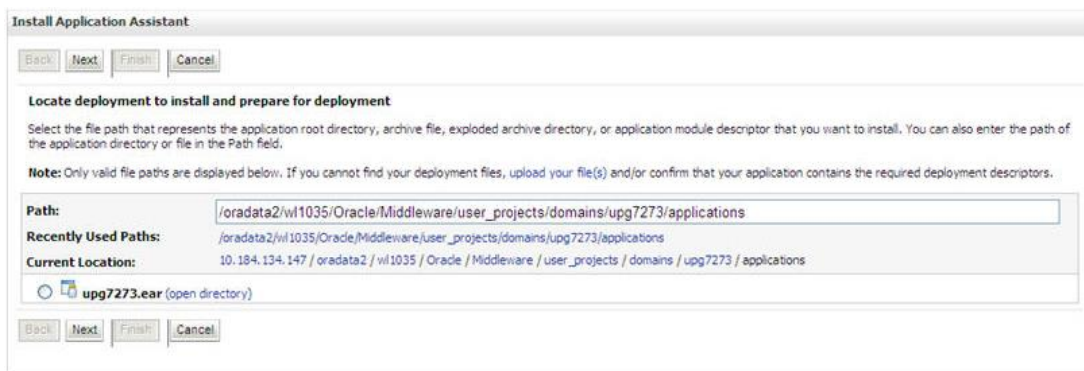 Install Application Assistant
Back Next Finish Cancel
Locate deployment to install and prepare for deployment
Select the file path that represents the application root directory, archive file, exploded archive directory, or application module descriptor that you want to install. You can also enter the path of
the application directory or file in the Path field.
Note: Only valid file paths are displayed below. If you cannot find your deployment files, upload your file(s) and/or confirm that your application contains the required deployment descriptors.
Path: /oradata2/wl1035/Oracle/Middleware/user_projects/domains/upg7273/applications
Recently Used Paths: /oradata2/wl1035/Oracle/Middleware/user_projects/domains/upg7273/applications
Current Location: 10.184.134.147 / oradata2 / wl1035 / Oracle / Middleware / user_projects / domains / upg7273 / applications
upg7273.ear (open directory)
Back Next Finish Cancel